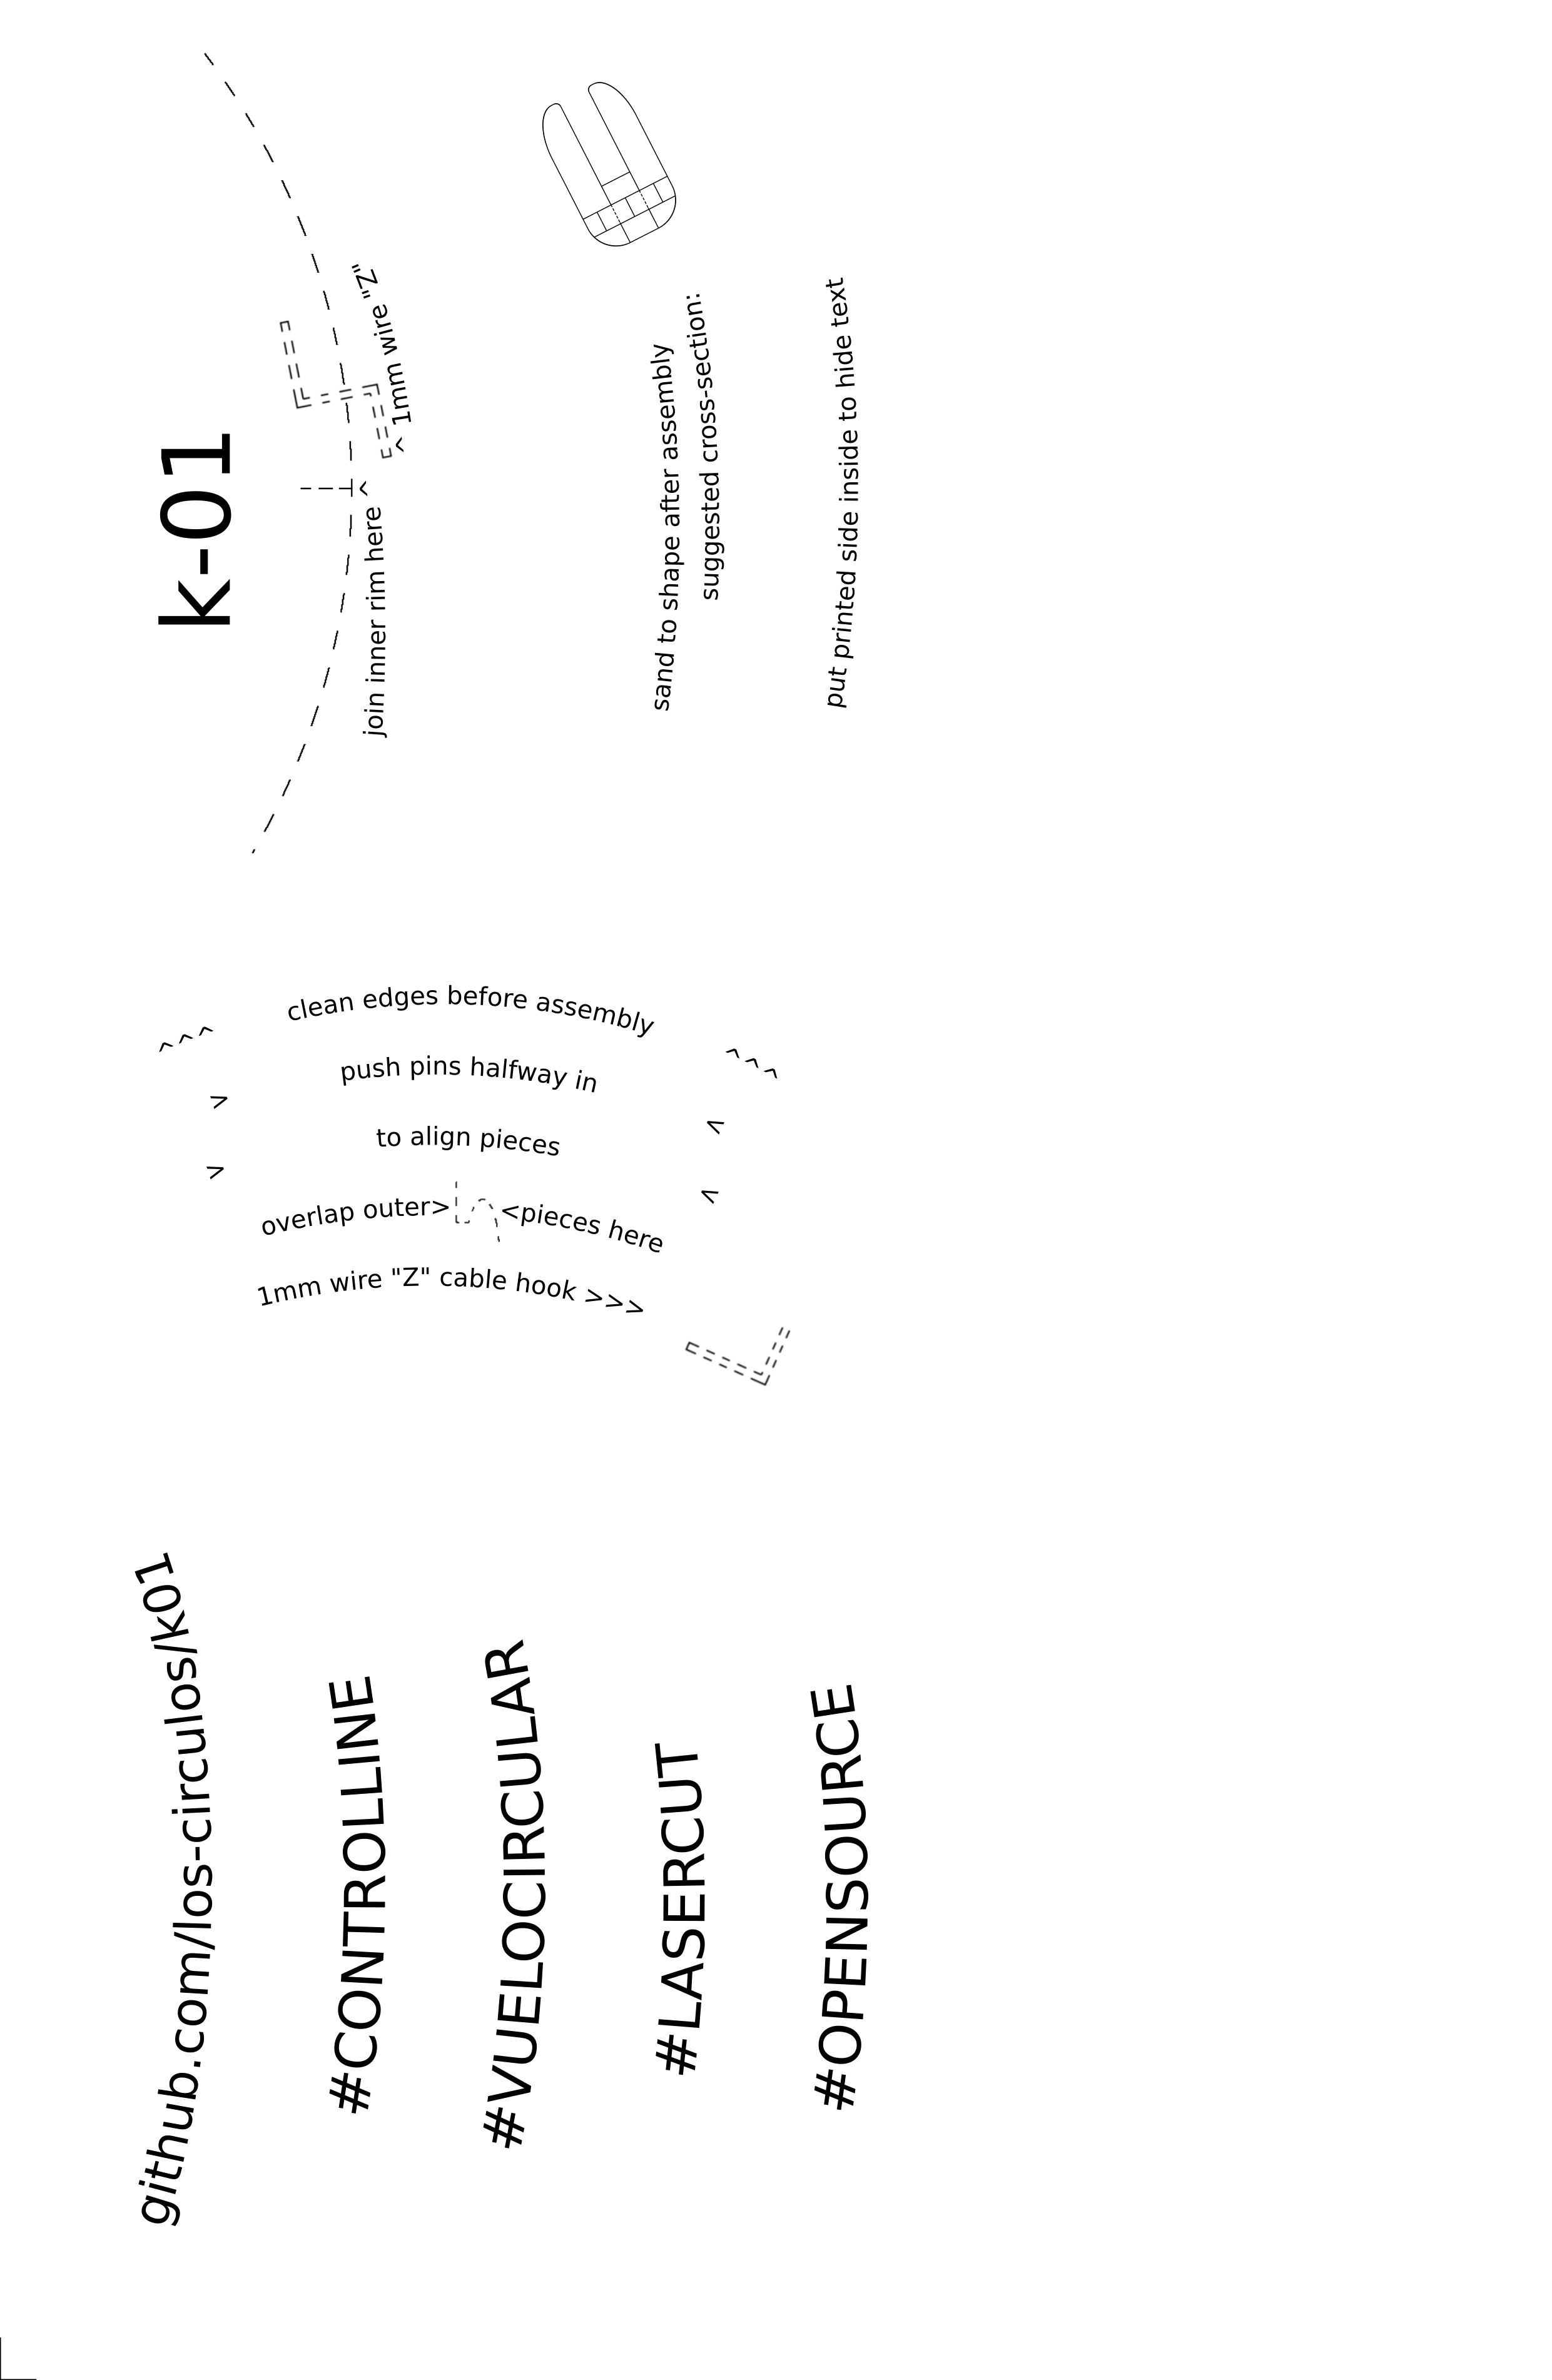 k-01
^ 1mm wire "Z"
join inner rim here ^
sand to shape after assembly
suggested cross-section:
put printed side inside to hide text
^^^ clean edges before assembly ^^^
> push pins halfway in <
> to align pieces <
overlap outer> <pieces here
1mm wire "Z" cable hook >>>
github.com/los-circulos/k01
#CONTROLLINE
#VUELOCIRCULAR
#LASERCUT
#OPENSOURCE